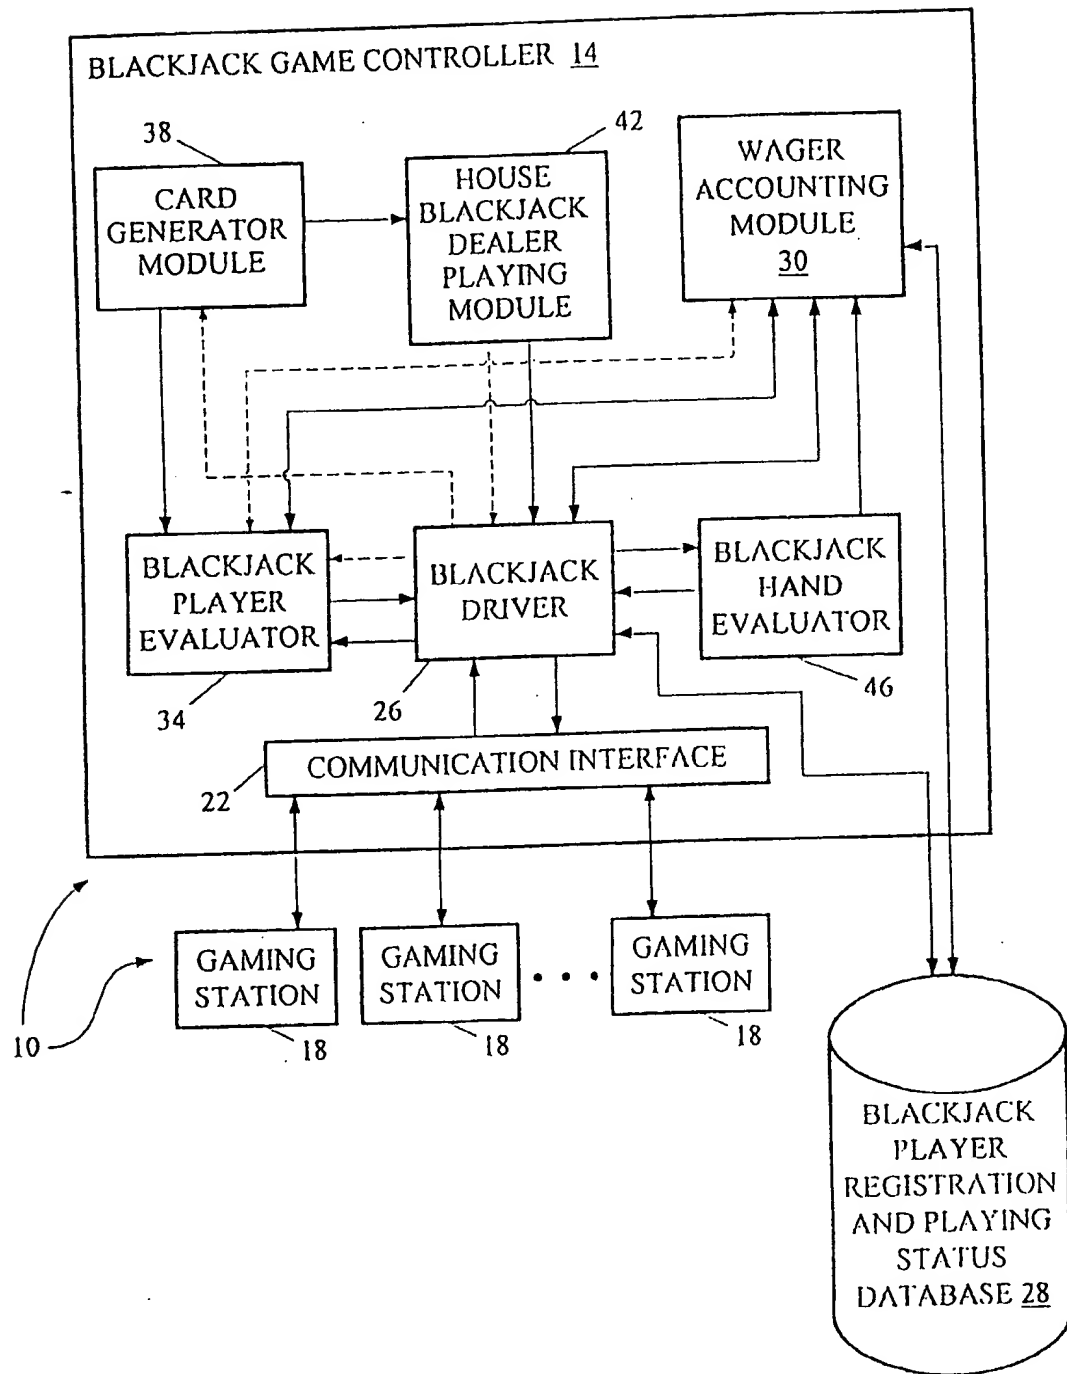 BLACKJACK GAME CONTROLLER 14
38
42
CARD
GENERATOR
MODULE
HOUSE
BLACKJACK
DEALER
PLAYING
MODULE
WAGER
ACCOUNTING
MODULE
30
BLACKJACK
PLAYER
EVALUATOR
BLACKJACK
DRIVER
BLACKJACK
HAND
EVALUATOR
34
26
46
COMMUNICATION INTERFACE
22
GAMING
STATION
GAMING
STATION
GAMING
STATION
10
18
18
18
BLACKJACK
PLAYER
REGISTRATION
AND PLAYING
STATUS
DATABASE 28